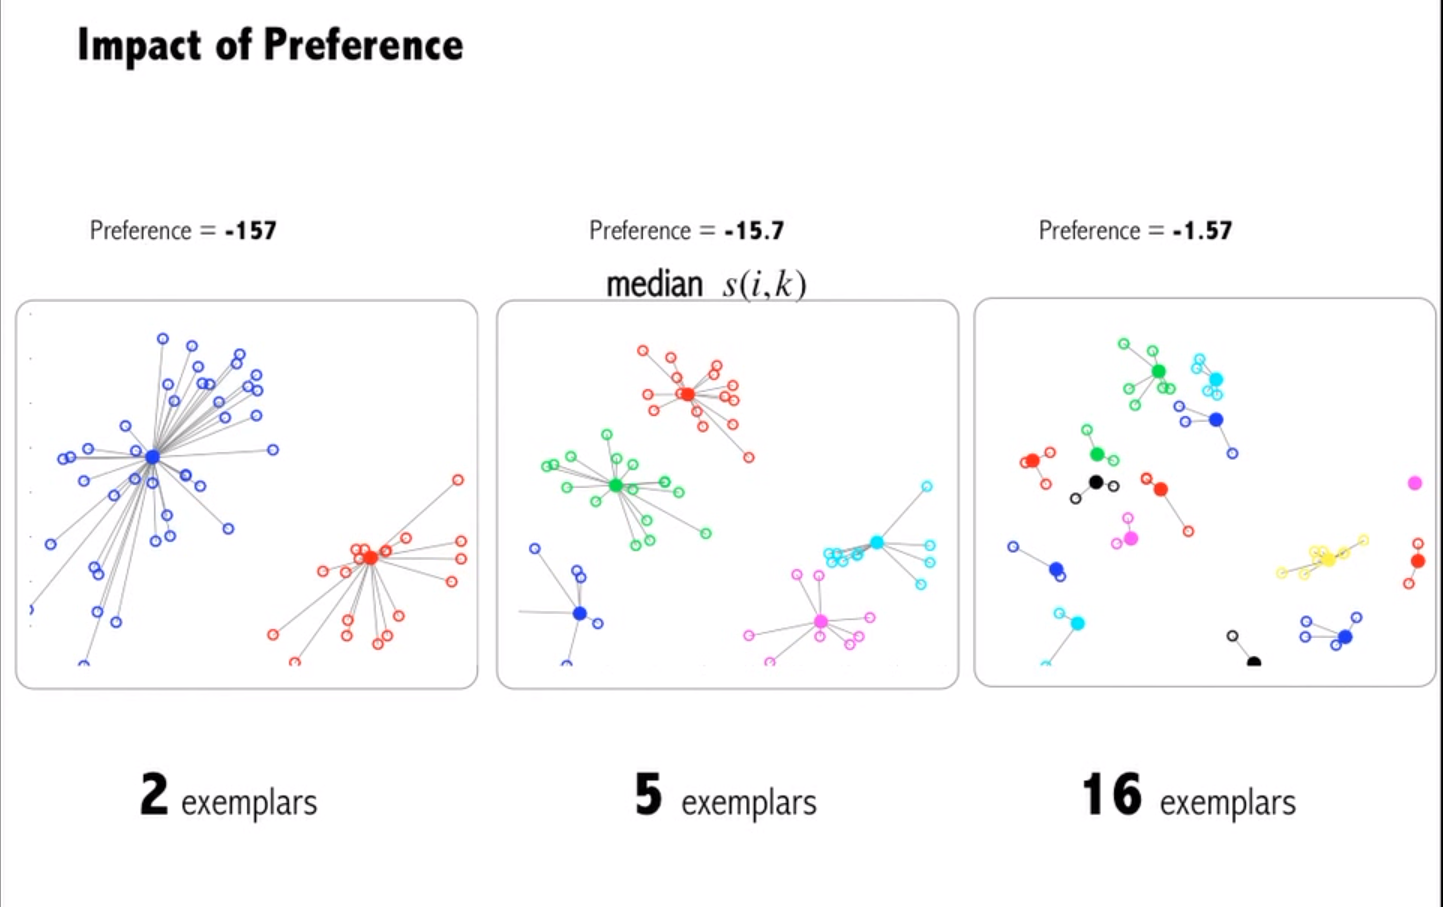 Impact of Preference
Preference = -157
Preference = -15.7
Preference = -1.57
median s(i,k)
2 exemplars
5 exemplars
16 exemplars